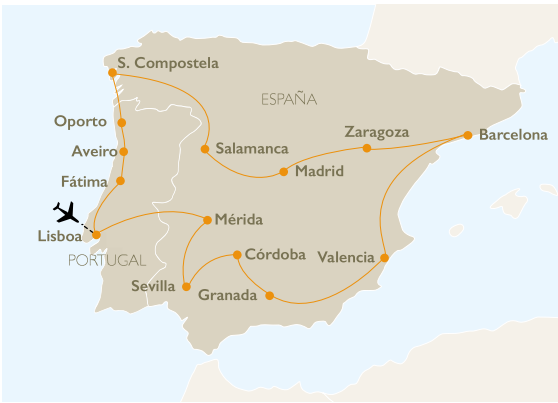 S. Compostela
ESPAÑA
Oporto
Zaragoza
Barcelona
Aveiro
Salamanca
Madrid
Fátima
Mérida
Lisboa
Córdoba
Valencia
PORTUGAL
Sevilla
Granada